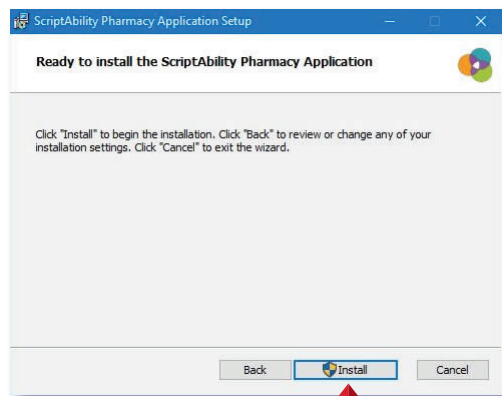 ScriptAbility Pharmacy Application Setup
Ready to install the ScriptAbility Pharmacy Application
Click "Install" to begin the installation. Click "Back" to review or change any of your
installation settings. Click "Cancel" to exit the wizard.
Back Install Cancel